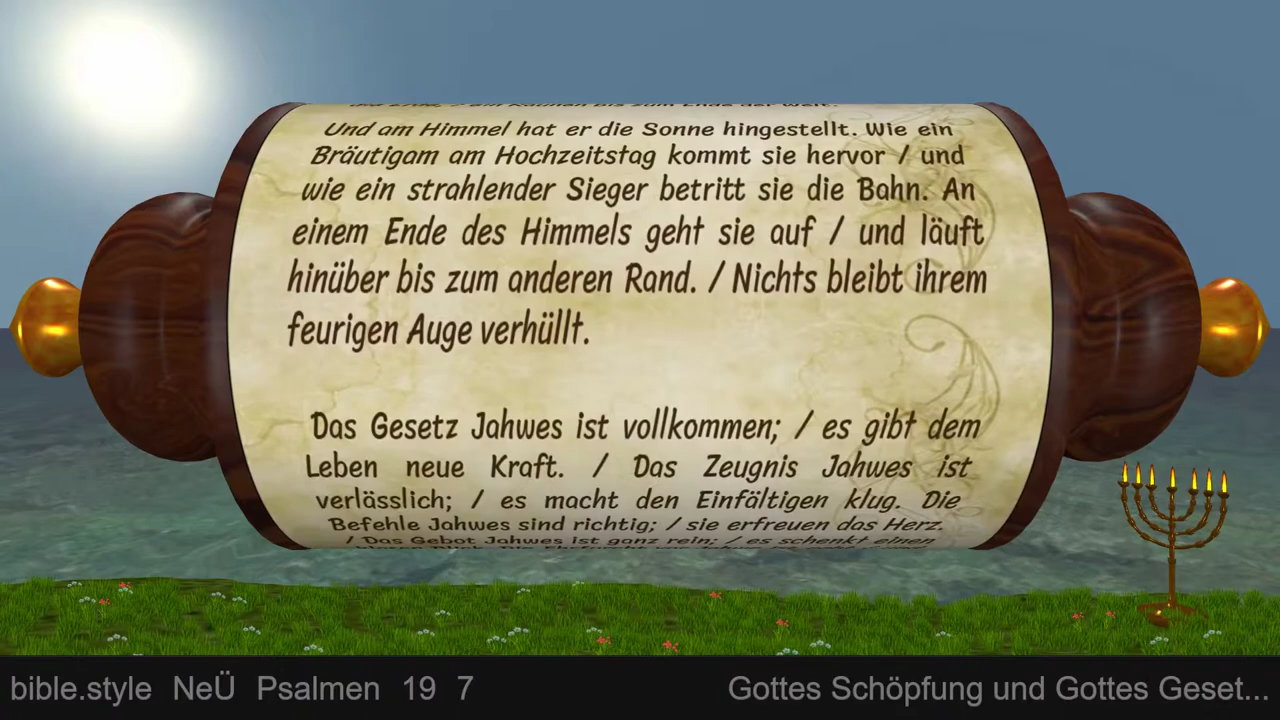 Und am Himmel hat er die Sonne hingestellt. Wie ein
Bräutigam am Hochzeitstag kommt sie hervor / und
wie ein strahlender Sieger betritt sie die Bahn. An
einem Ende des Himmels geht sie auf / und läuft
hinüber bis zum anderen Rand. / Nichts bleibt ihrem
feurigen Auge verhüllt.
Das Gesetz Jahwes ist vollkommen; / es gibt dem
Leben neue Kraft. / Das Zeugnis Jahwes ist
verlässlich; / es macht den Einfältigen klug. Die
Befehle Jahwes sind richtig; / sie erfreuen das Herz.
/ Das Gebot Jahwes ist ganz rein; / es schenkt einen
bible.style NeÜ Psalmen 19 7
Gottes Schöpfung und Gottes Geset...